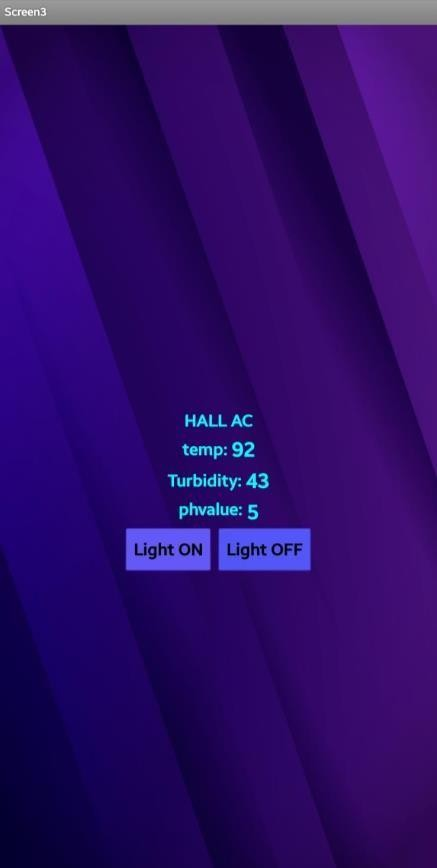 Screen3
HALL AC
temp: 92
Turbidity: 43
phvalue: 5
Light ON Light OFF